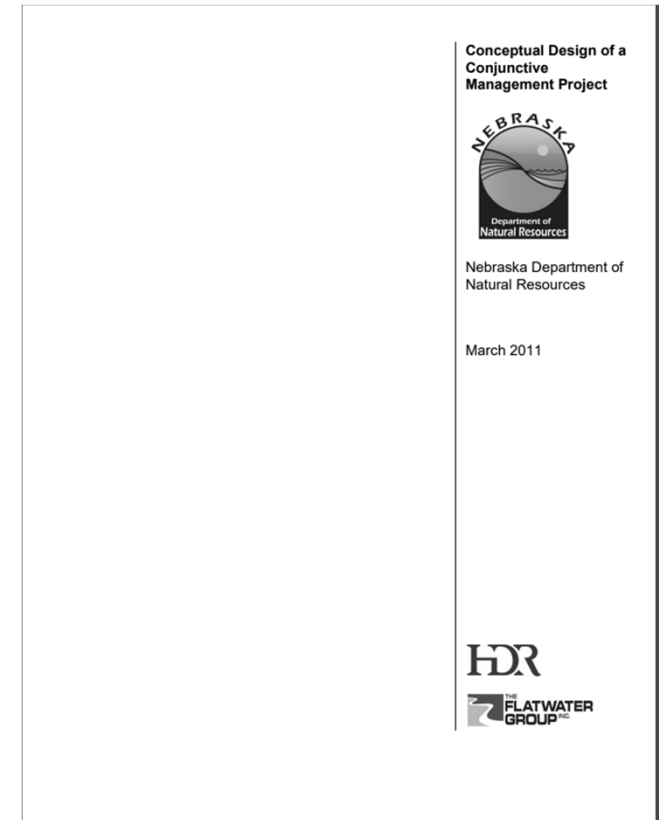 Conceptual Design of a
Conjunctive
Management Project
NEBRASKA
Department of
Natural Resources
Nebraska Department of
Natural Resources
March 2011
HDR
THE
FLATWATER
GROUP INC.